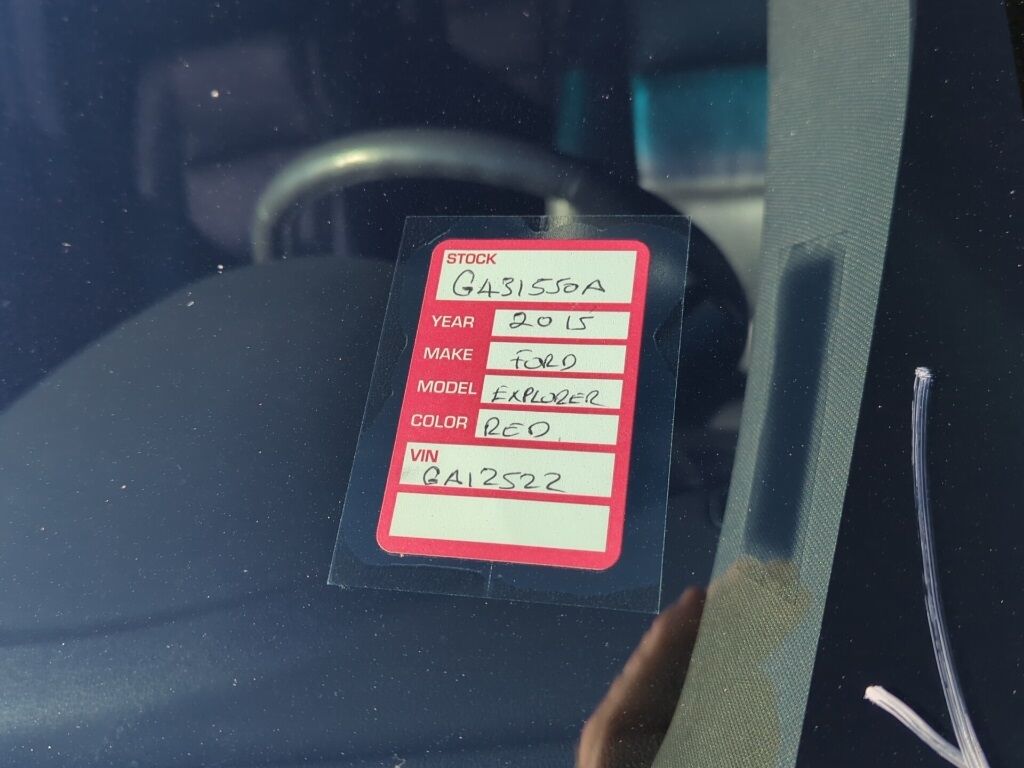 STOCK
G431550A
YEAR 2015
MAKE FORD
MODEL EXPLORER
COLOR RED
VIN
GA12522